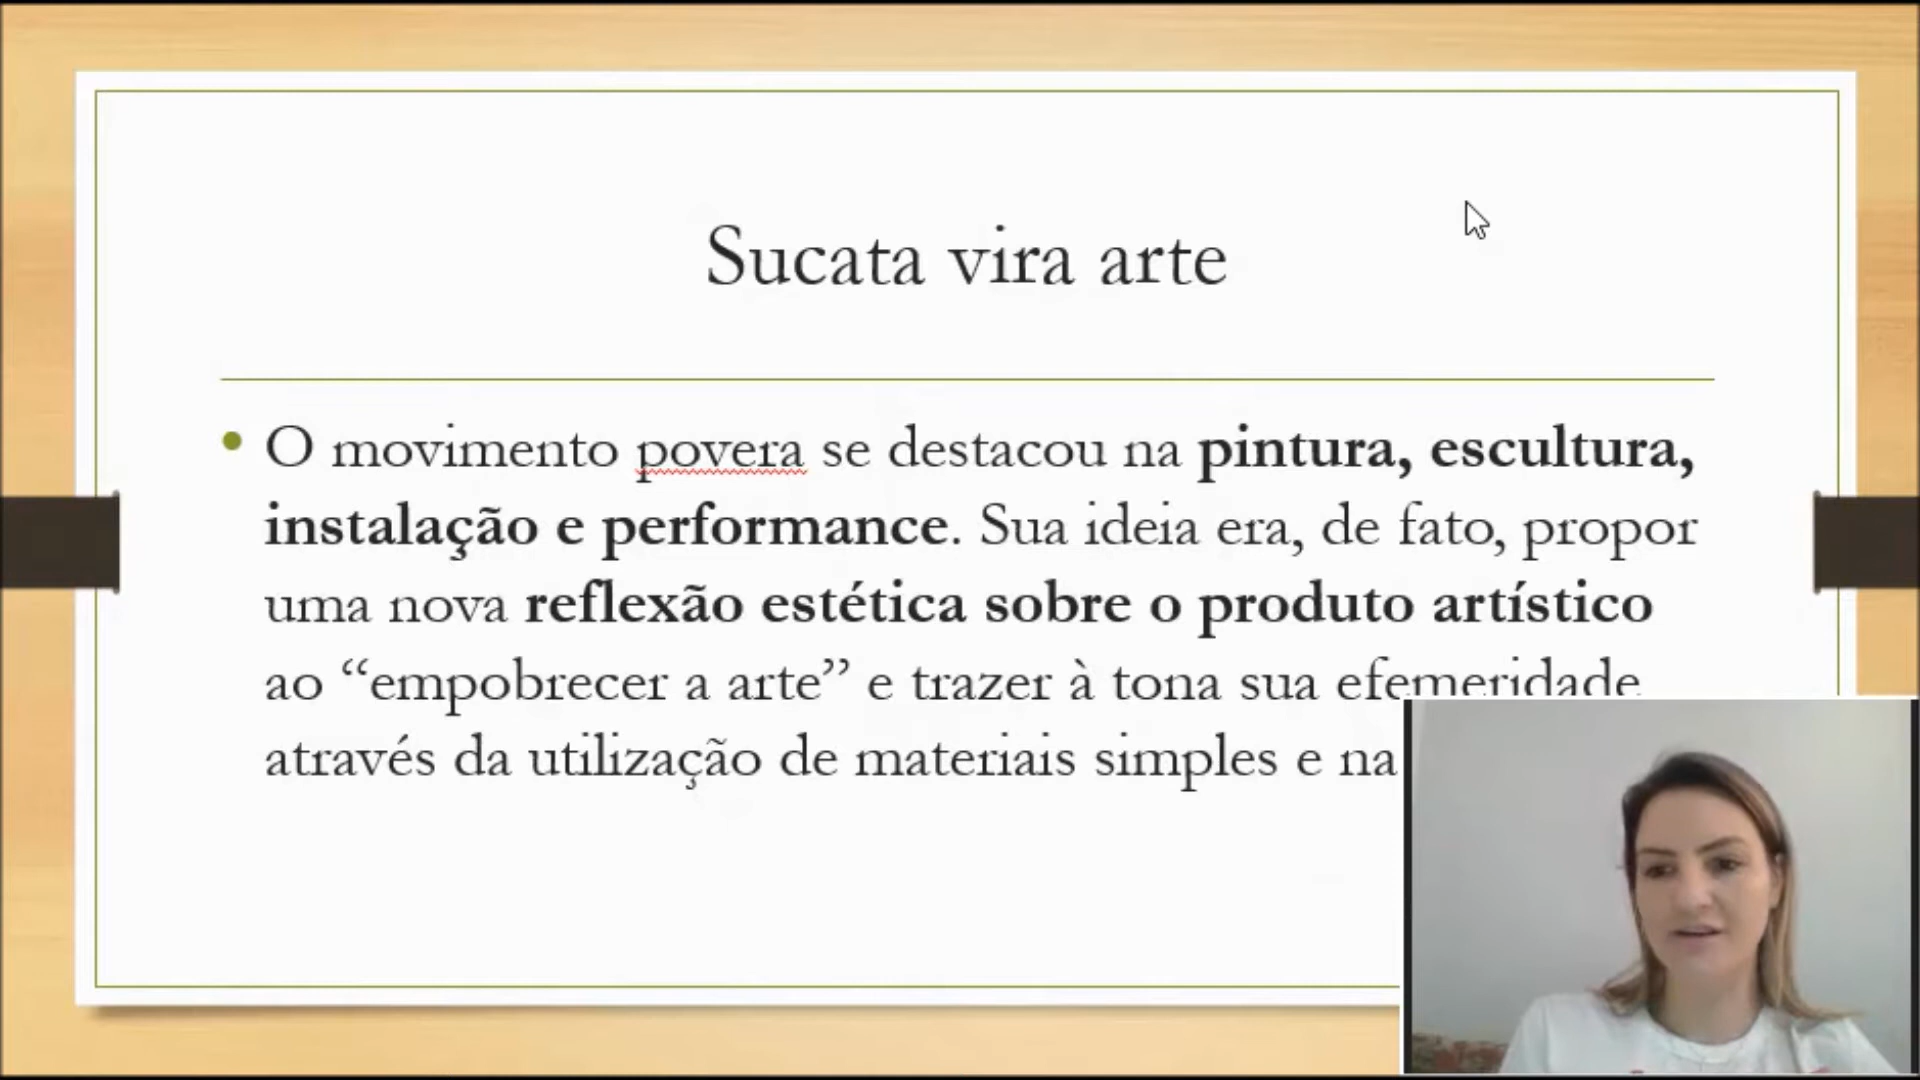 Sucata vira arte
• O movimento povera se destacou na pintura, escultura,
instalação e performance. Sua ideia era, de fato, propor
uma nova reflexão estética sobre o produto artístico
ao “empobrecer a arte” e trazer à tona sua efemeridade
através da utilização de materiais simples e na